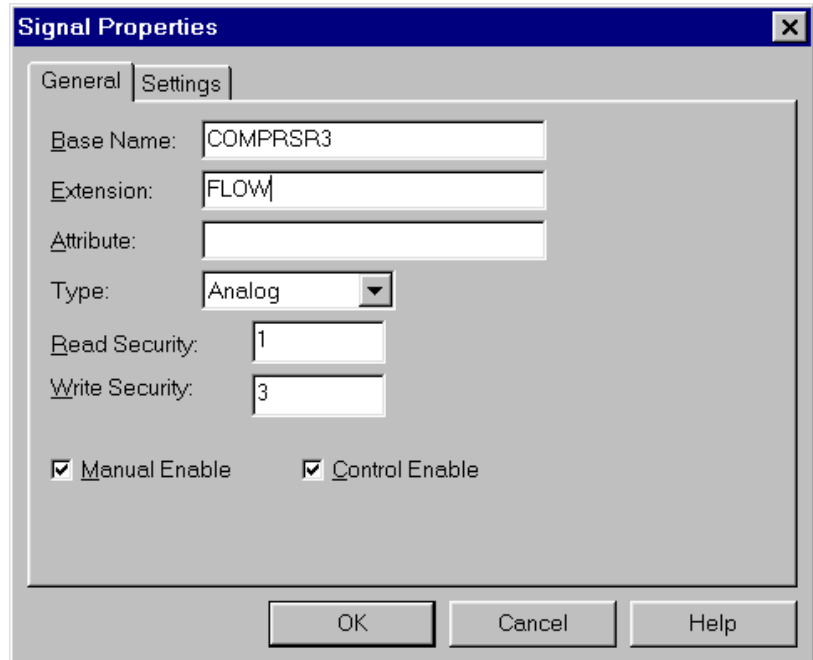 Signal Properties
General Settings
Base Name: COMPRSR3
Extension: FLOW
Attribute:
Type: Analog
Read Security: 1
Write Security: 3
Manual Enable Control Enable
OK Cancel Help